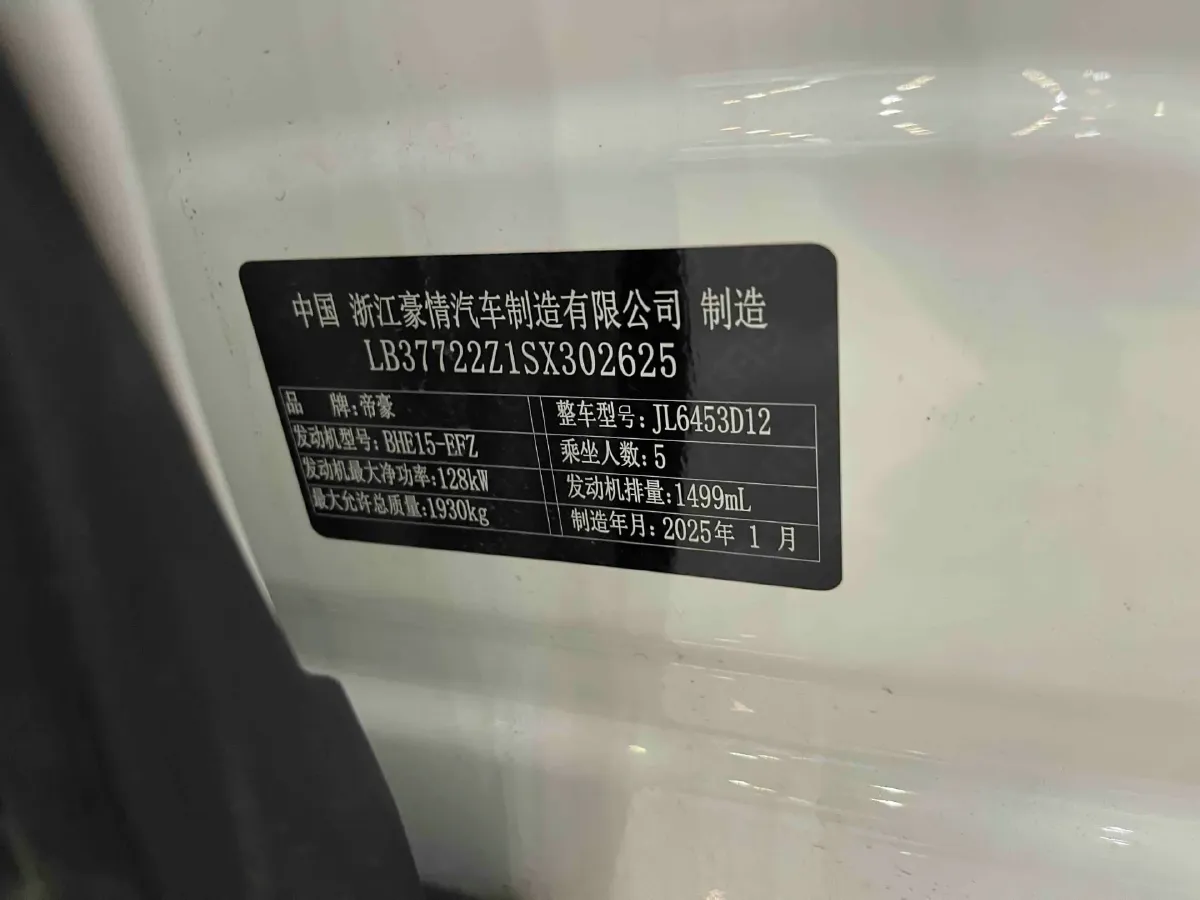 中国 浙江豪情汽车制造有限公司 制造
LB37722Z1SX302625
品 牌:帝豪 整车型号:JL6453D12
发动机型号:BHE15-EFZ 乘坐人数:5
发动机最大净功率:128kW 发动机排量:1499mL
最大允许总质量:1930kg 制造年月:2025年 1 月